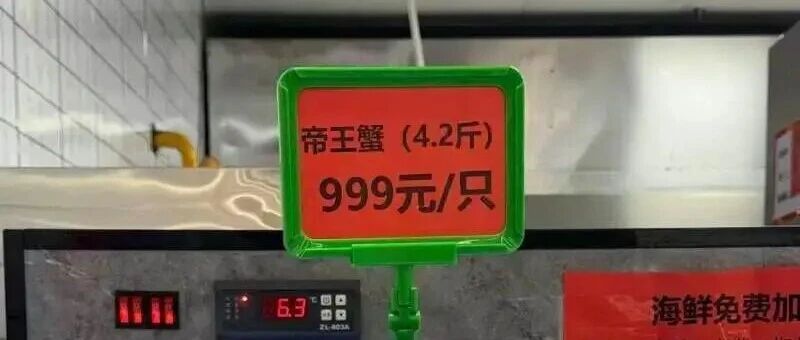 帝王蟹（4.2斤）
999元/只
6.3 ℃
ZL-803A
海鲜免费加